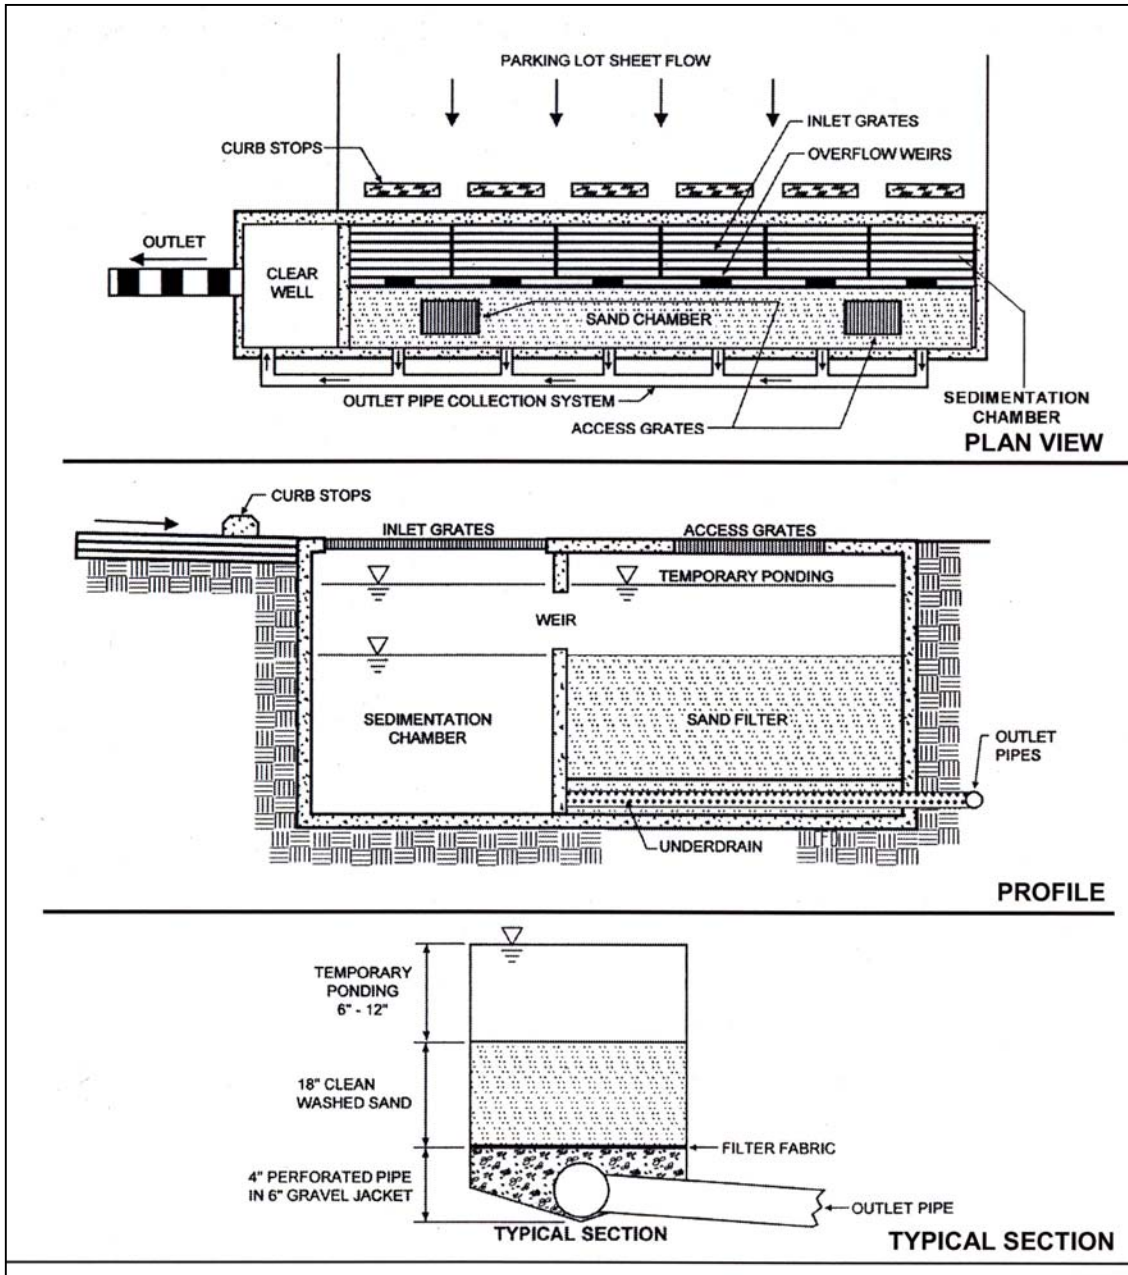 PARKING LOT SHEET FLOW
INLET GRATES
CURB STOPS
OVERFLOW WEIRS
OUTLET
CLEAR
WELL
SAND CHAMBER
OUTLET PIPE COLLECTION SYSTEM
SEDIMENTATION
CHAMBER
ACCESS GRATES
PLAN VIEW
CURB STOPS
INLET GRATES
ACCESS GRATES
TEMPORARY PONDING
WEIR
SEDIMENTATION
CHAMBER
SAND FILTER
OUTLET
PIPES
UNDERDRAIN
PROFILE
TEMPORARY
PONDING
6" - 12"
18" CLEAN
WASHED SAND
FILTER FABRIC
4" PERFORATED PIPE
IN 6" GRAVEL JACKET
OUTLET PIPE
TYPICAL SECTION
TYPICAL SECTION